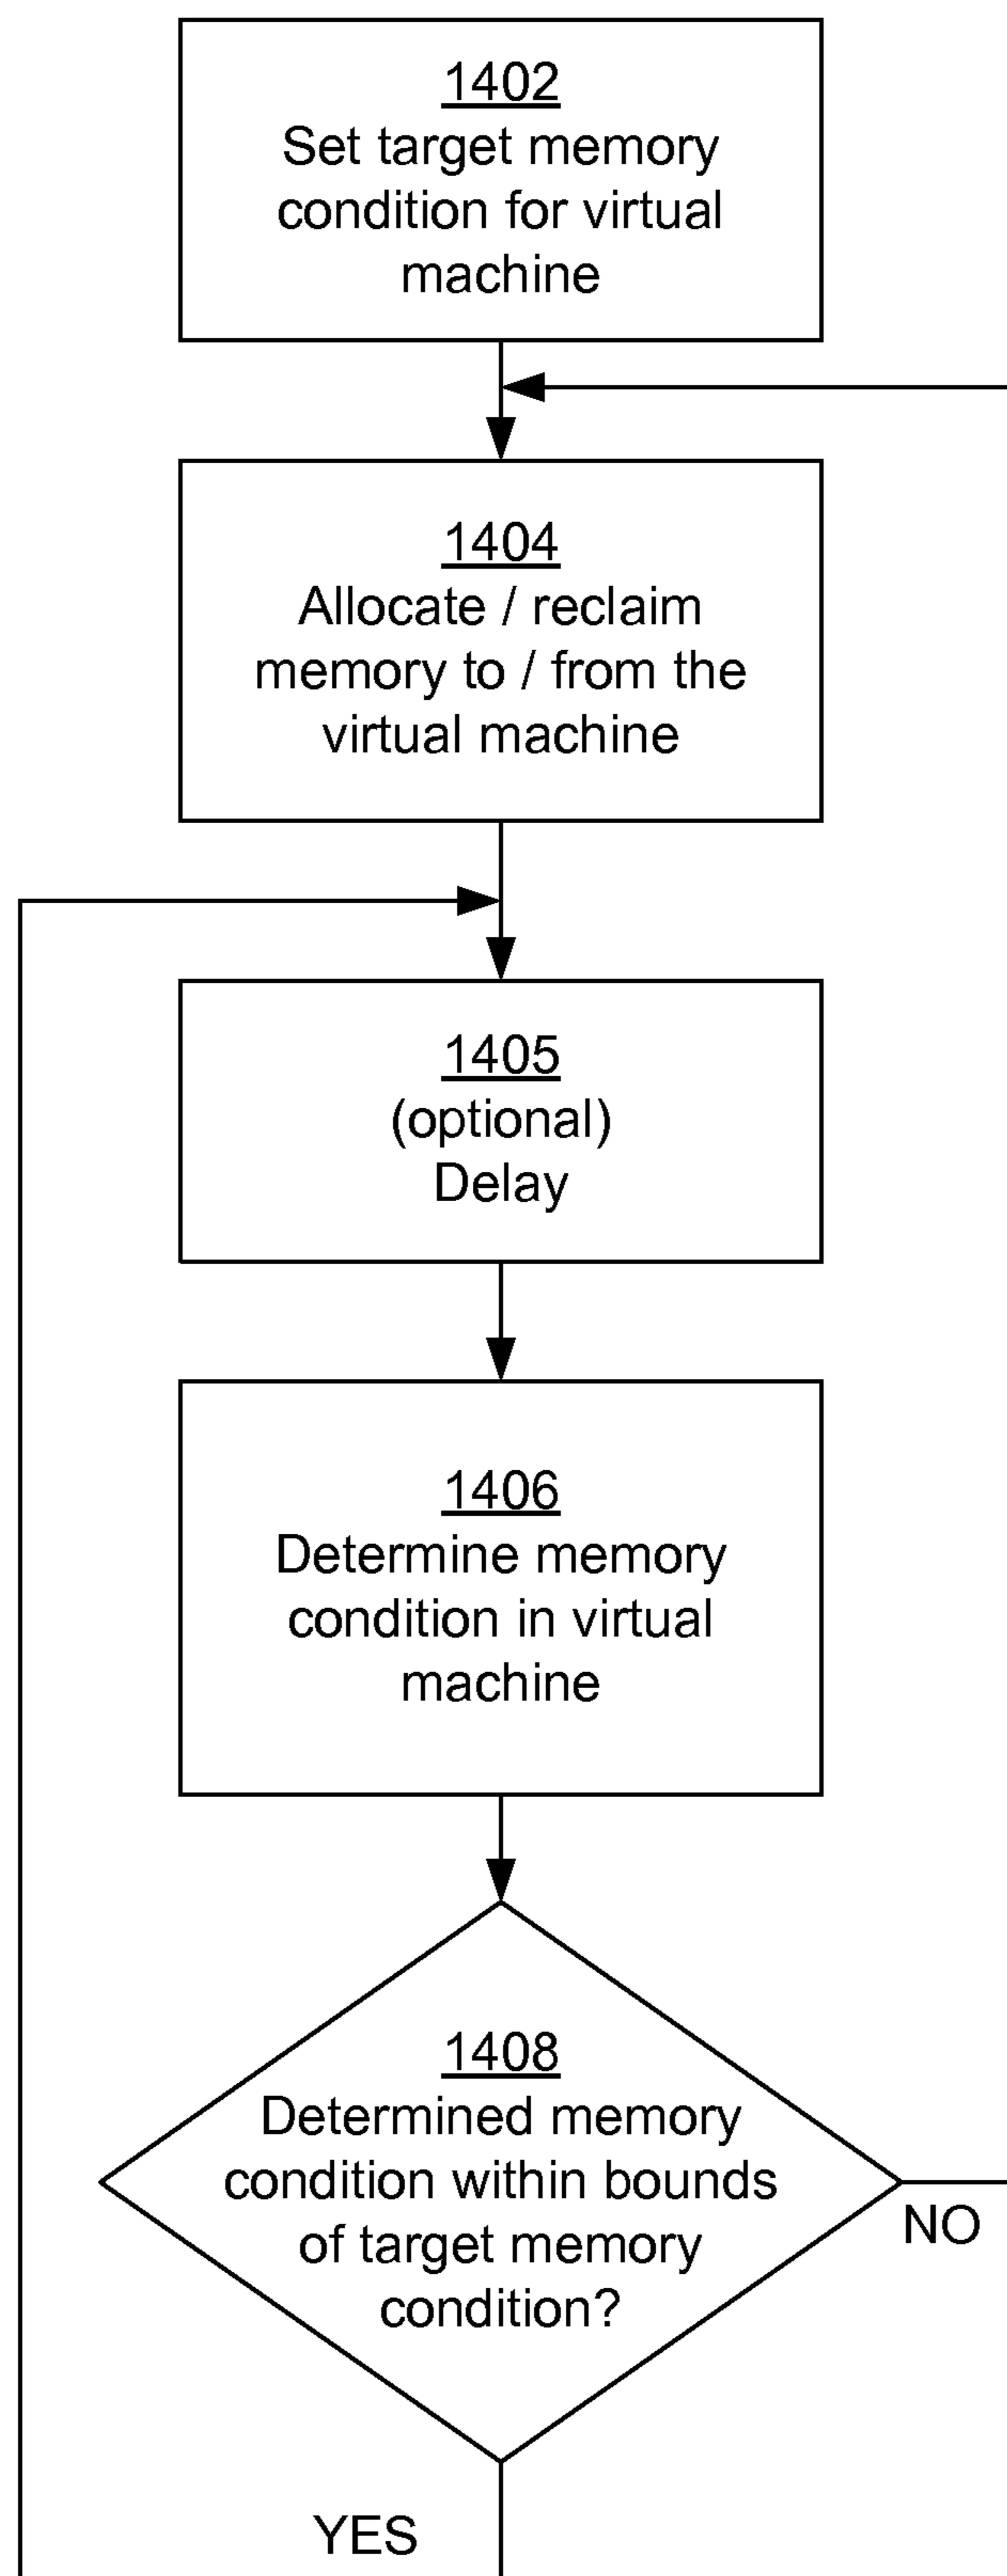 1402
Set target memory
condition for virtual
machine
1404
Allocate / reclaim
memory to / from the
virtual machine
1405
(optional)
Delay
1406
Determine memory
condition in virtual
machine
1408
Determined memory
condition within bounds
of target memory
condition?
NO
YES